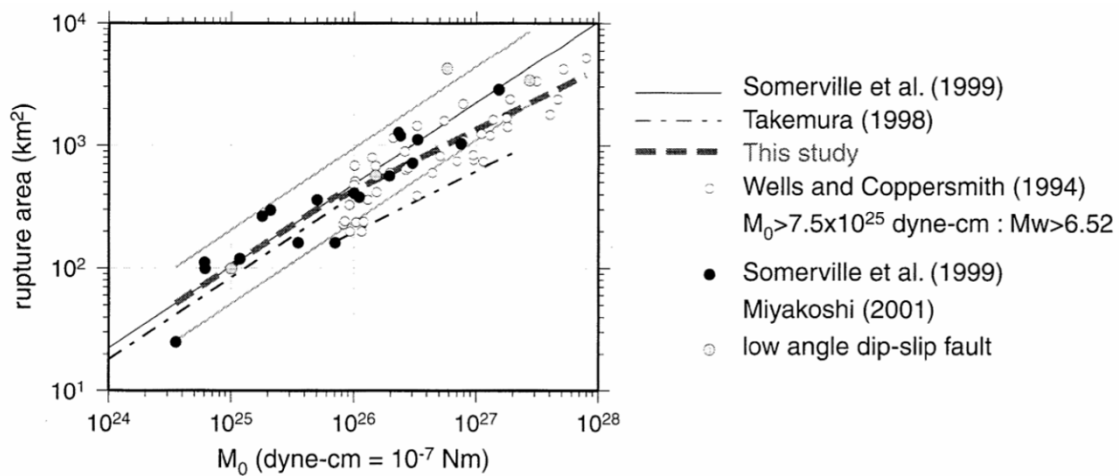 10⁴
10³
10²
10¹
rupture area (km²)
10²⁴
10²⁵
10²⁶
10²⁷
10²⁸
M₀ (dyne-cm = 10⁻⁷ Nm)
Somerville et al. (1999)
Takemura (1998)
This study
Wells and Coppersmith (1994)
M₀>7.5x10²⁵ dyne-cm : Mw>6.52
Somerville et al. (1999)
Miyakoshi (2001)
low angle dip-slip fault